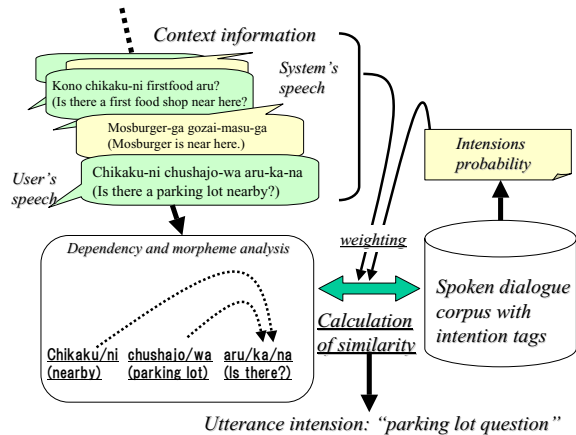 Context information
System's
speech
Kono chikaku-ni firstfood aru?
(Is there a first food shop near here?
Mosburger-ga gozai-masu-ga
(Mosburger is near here.)
User's
speech
Chikaku-ni chushajo-wa aru-ka-na
(Is there a parking lot nearby?)
Intensions
probability
Dependency and morpheme analysis
weighting
Chikaku/ni chushajo/wa aru/ka/na
(nearby) (parking lot) (Is there?)
Calculation
of similarity
Spoken dialogue
corpus with
intention tags
Utterance intension: “parking lot question”